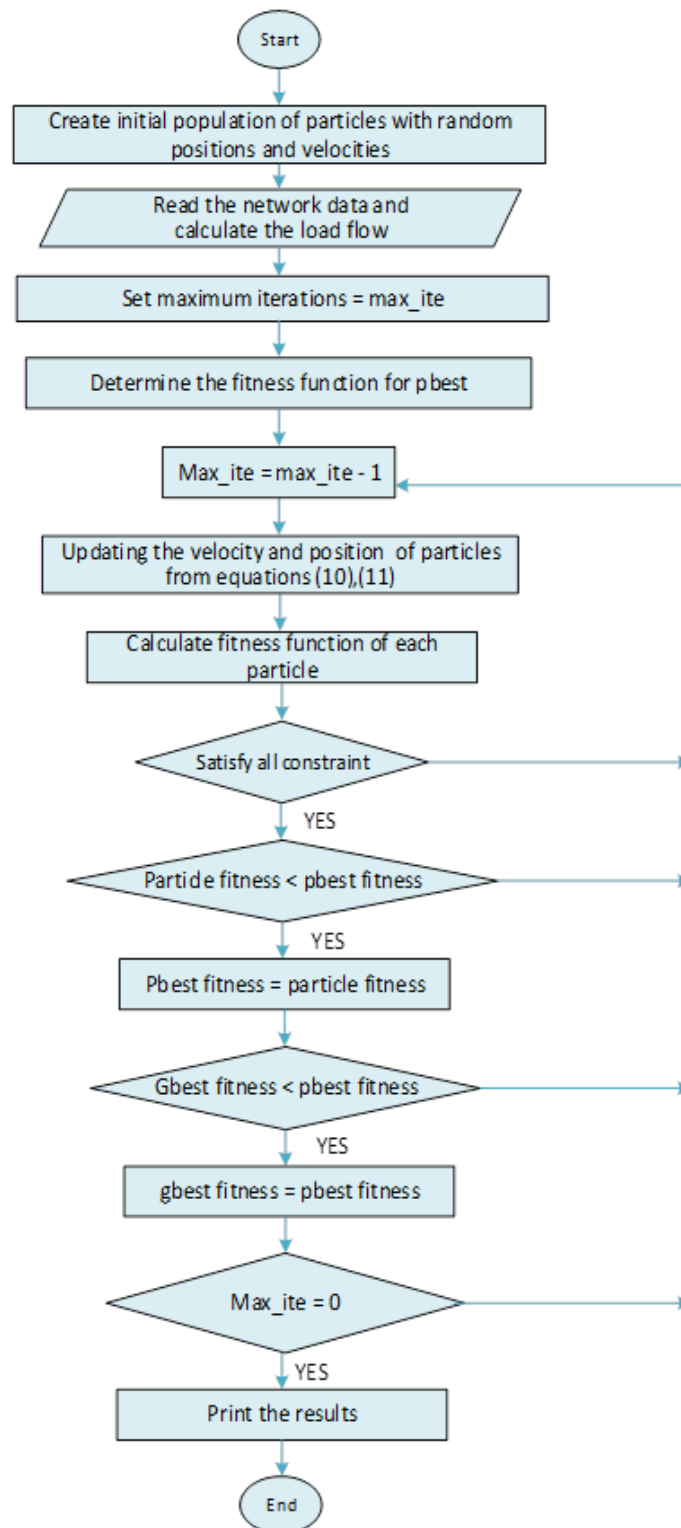 Start
Create initial population of particles with random
positions and velocities
Read the network data and
calculate the load flow
Set maximum iterations = max_ite
Determine the fitness function for pbest
Max_ite = max_ite - 1
Updating the velocity and position of particles
from equations (10),(11)
Calculate fitness function of each
particle
Satisfy all constraint
YES
Particle fitness < pbest fitness
YES
Pbest fitness = particle fitness
Gbest fitness < pbest fitness
YES
gbest fitness = pbest fitness
Max_ite = 0
YES
Print the results
End